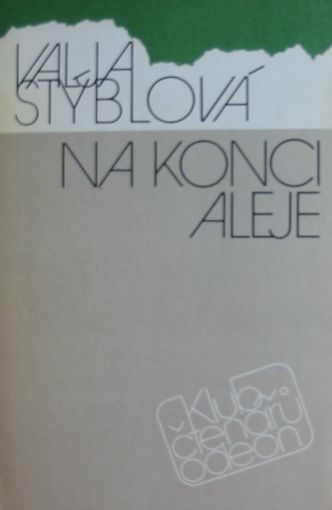 VALJA
STÝBLOVÁ
NA KONCI
ALEJE
klub
čtenářů
odeon